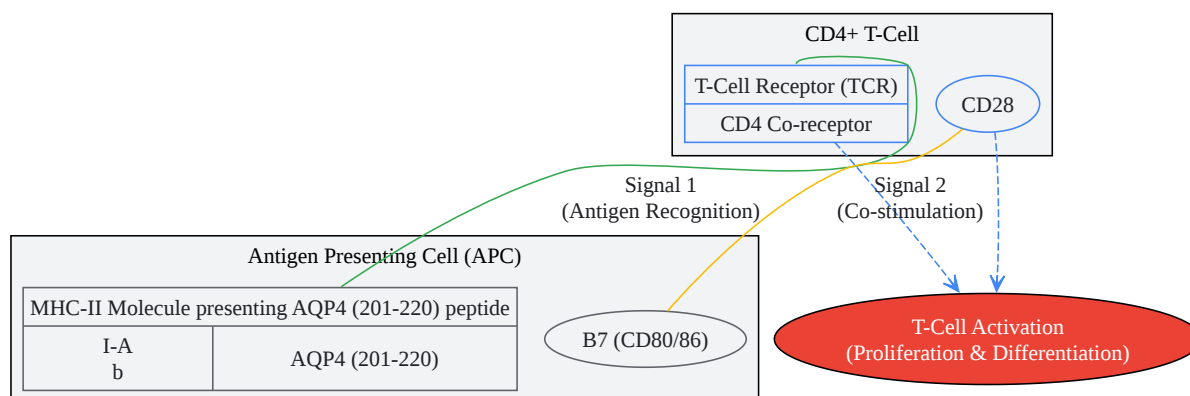 CD4+ T-Cell
T-Cell Receptor (TCR)
CD4 Co-receptor
CD28
Signal 1
(Antigen Recognition)
Signal 2
(Co-stimulation)
Antigen Presenting Cell (APC)
MHC-II Molecule presenting AQP4 (201-220) peptide
I-A
b
AQP4 (201-220)
B7 (CD80/86)
T-Cell Activation
(Proliferation & Differentiation)